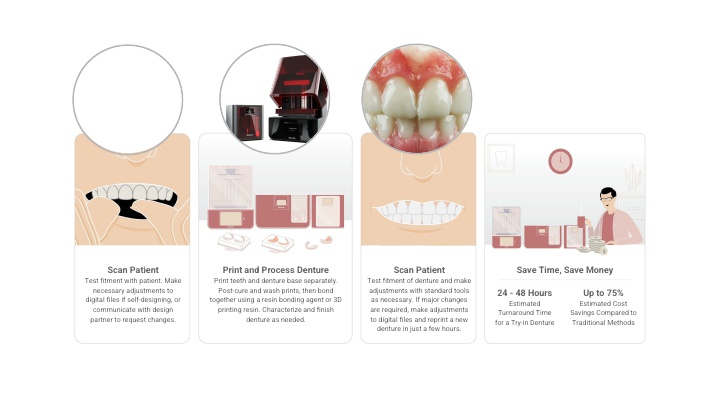 Scan Patient
Test fitment with patient. Make
necessary adjustments to
digital files if self-designing, or
communicate with design
partner to request changes.
Print and Process Denture
Print teeth and denture base separately.
Post-cure and wash prints, then bond
together using a resin bonding agent or 3D
printing resin. Characterize and finish
denture as needed.
Scan Patient
Test fitment of denture and make
adjustments with standard tools
as necessary. If major changes
are required, make adjustments
to digital files and reprint a new
denture in just a few hours.
Save Time, Save Money
24 - 48 Hours
Estimated
Turnaround Time
for a Try-in Denture
Up to 75%
Estimated Cost
Savings Compared to
Traditional Methods